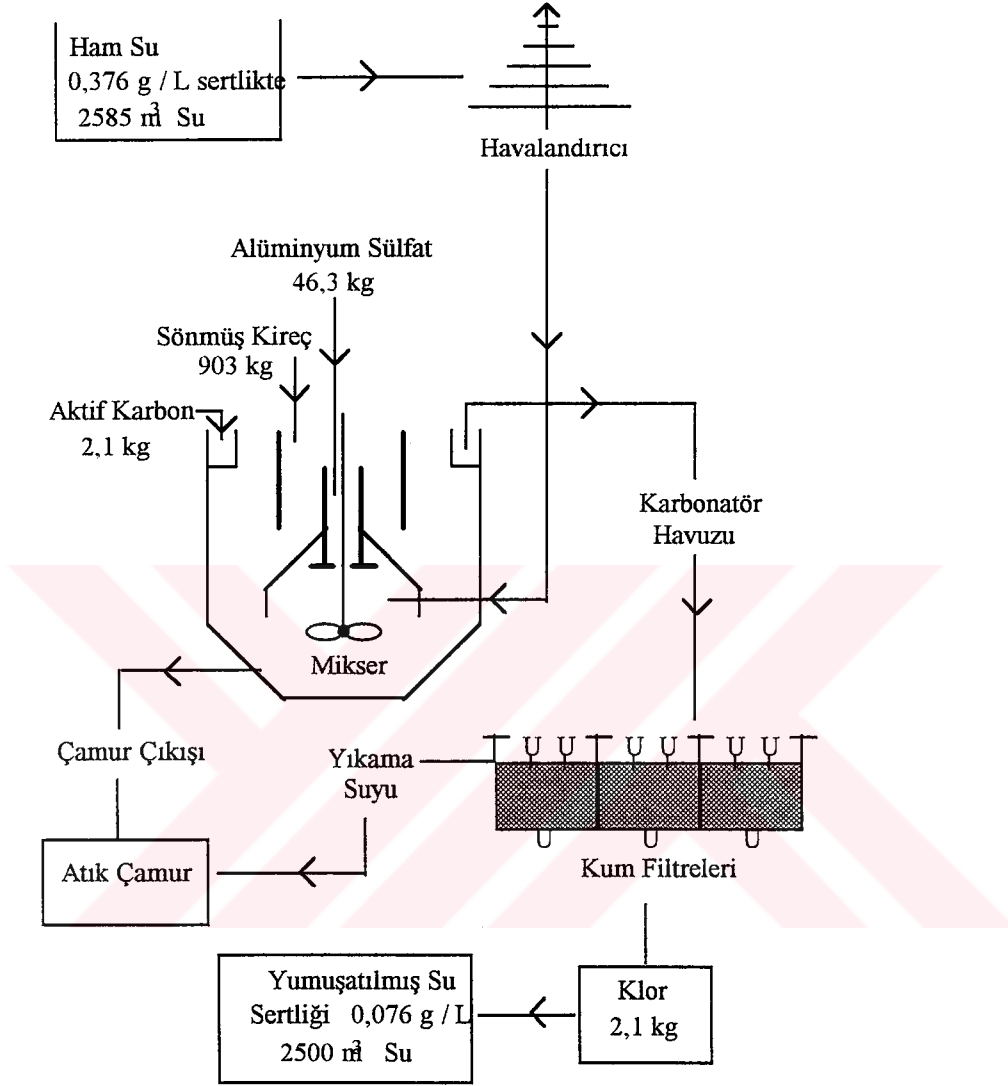 Ham Su
0,376 g / L sertlikte
2585 m³ Su
Havalandırıcı
Alüminyum Sülfat
46,3 kg
Sönmüş Kireç
903 kg
Aktif Karbon
2,1 kg
Karbonatör
Havuzu
Mikser
Çamur Çıkışı
Yıkama
Suyu
Atık Çamur
Kum Filtreleri
Yumuşatılmış Su
Sertliği 0,076 g / L
2500 m³ Su
Klor
2,1 kg